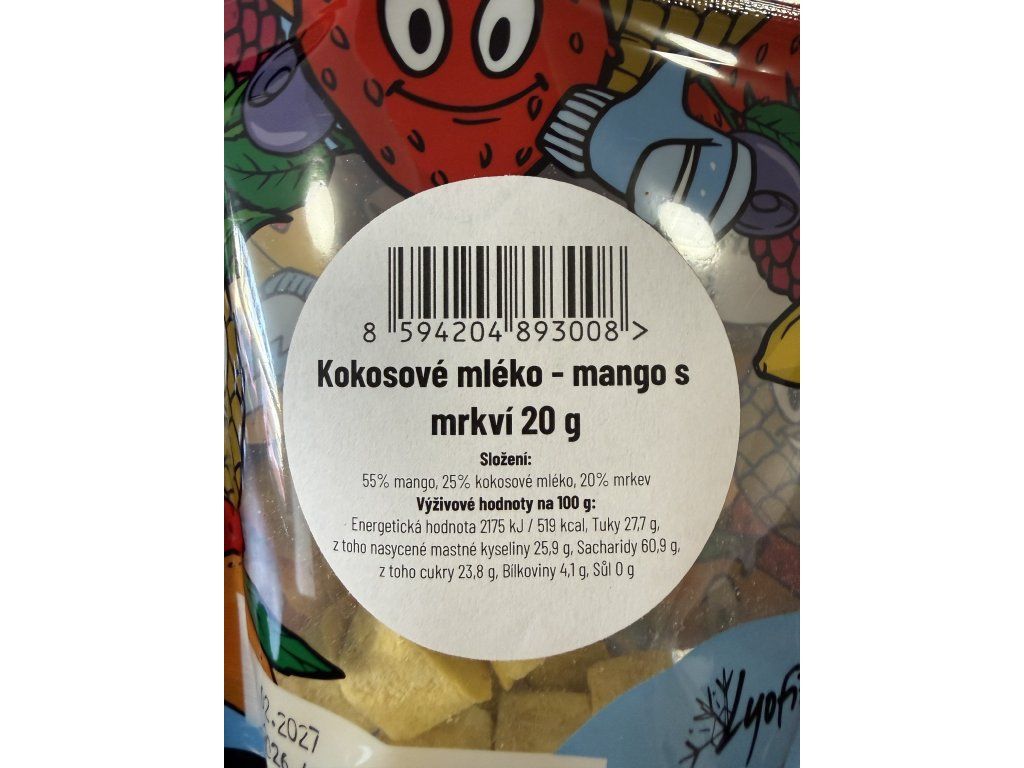 8 594204 893008 >
Kokosové mléko - mango s
mrkví 20 g
Složení:
55% mango, 25% kokosové mléko, 20% mrkev
Výživové hodnoty na 100 g:
Energetická hodnota 2175 kJ / 519 kcal, Tuky 27,7 g,
z toho nasycené mastné kyseliny 25,9 g, Sacharidy 60,9 g,
z toho cukry 23,8 g, Bílkoviny 4,1 g, Sůl 0 g
.2027